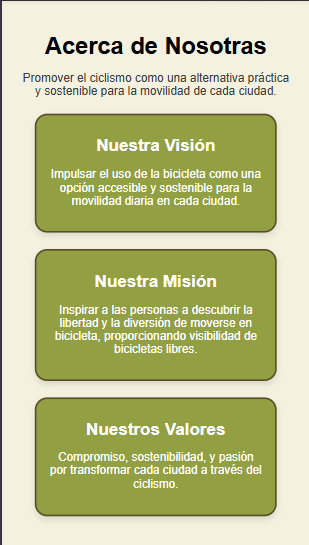 Acerca de Nosotras
Promover el ciclismo como una alternativa práctica
y sostenible para la movilidad de cada ciudad.
Nuestra Visión
Impulsar el uso de la bicicleta como una
opción accesible y sostenible para la
movilidad diaria en cada ciudad.
Nuestra Misión
Inspirar a las personas a descubrir la
libertad y la diversión de moverse en
bicicleta, proporcionando visibilidad de
bicicletas libres.
Nuestros Valores
Compromiso, sostenibilidad, y pasión
por transformar cada ciudad a través del
ciclismo.